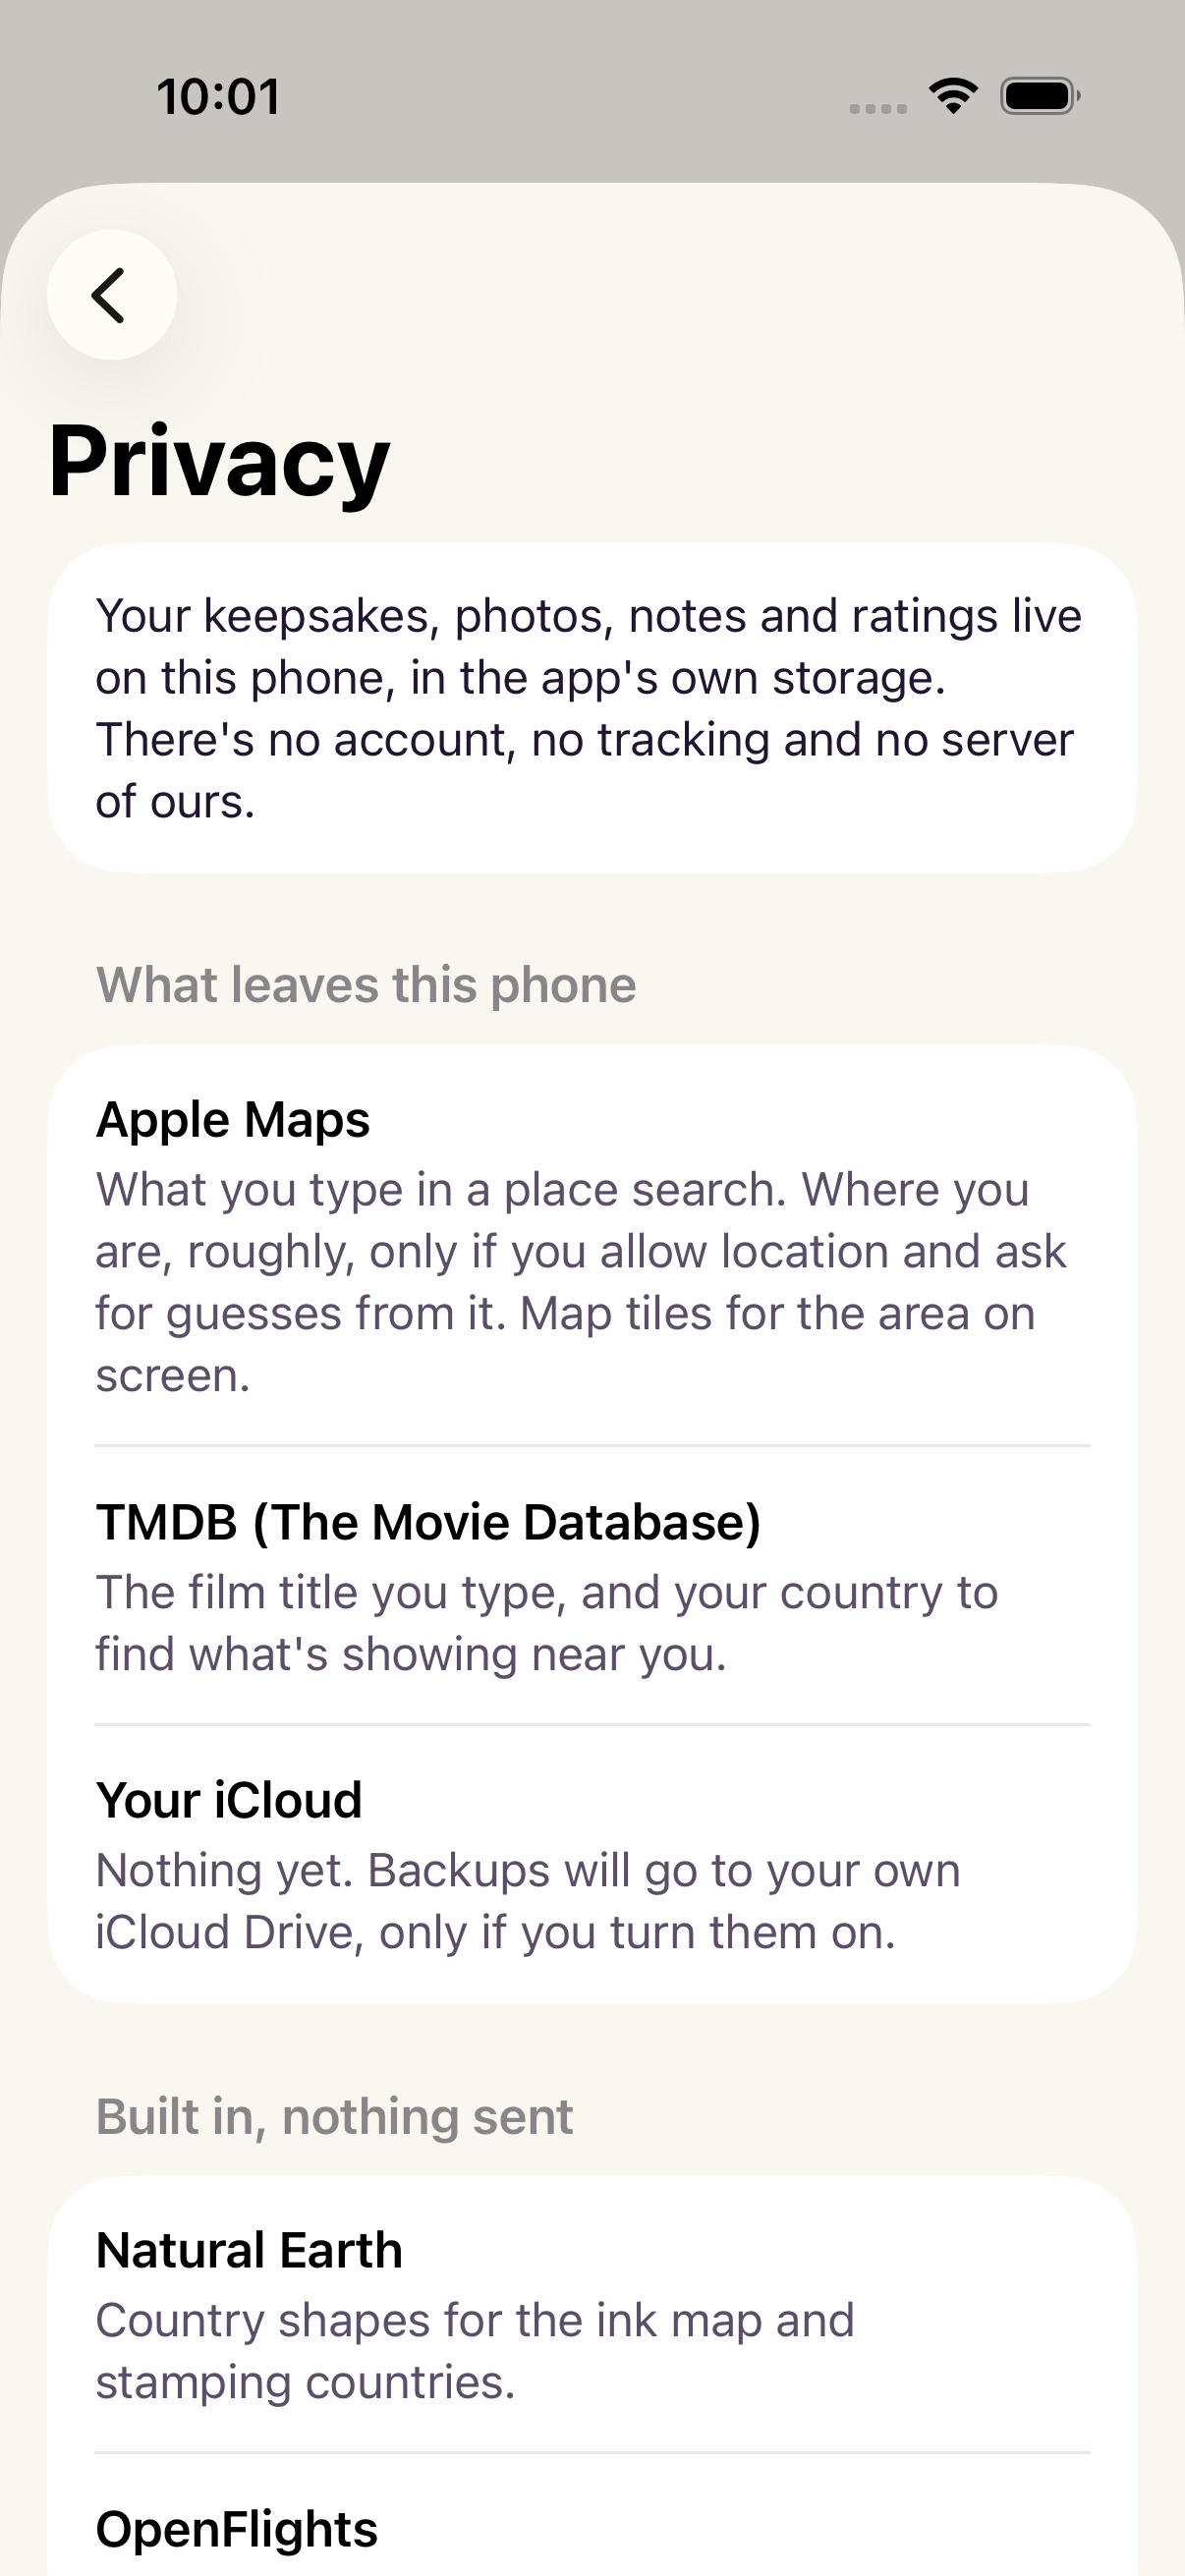 10:01
Privacy
Your keepsakes, photos, notes and ratings live
on this phone, in the app's own storage.
There's no account, no tracking and no server
of ours.
What leaves this phone
Apple Maps
What you type in a place search. Where you
are, roughly, only if you allow location and ask
for guesses from it. Map tiles for the area on
screen.
TMDB (The Movie Database)
The film title you type, and your country to
find what's showing near you.
Your iCloud
Nothing yet. Backups will go to your own
iCloud Drive, only if you turn them on.
Built in, nothing sent
Natural Earth
Country shapes for the ink map and
stamping countries.
OpenFlights